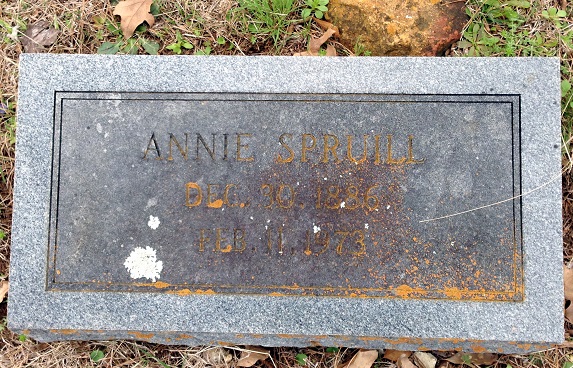 ANNIE SPRUILL
DEC. 30, 1886
FEB. 11, 1973